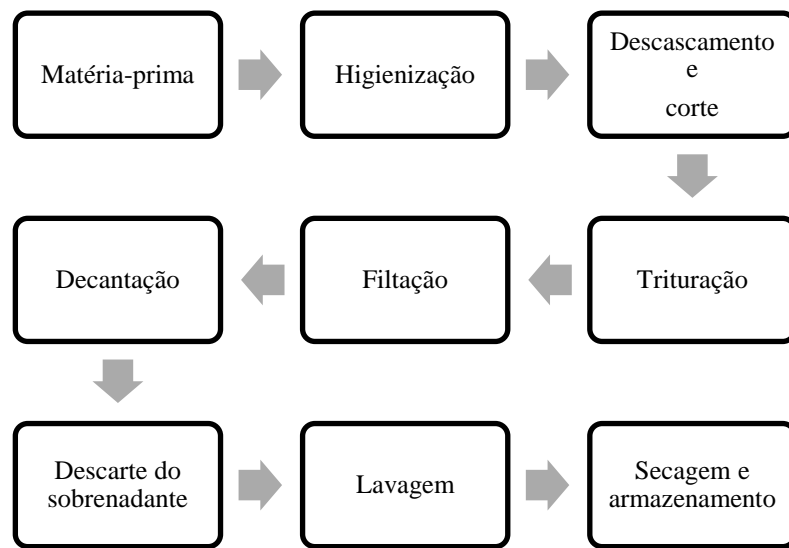 Matéria-prima
Higienização
Descascamento
e
corte
Trituração
Filtação
Decantação
Descarte do
sobrenadante
Lavagem
Secagem e
armazenamento